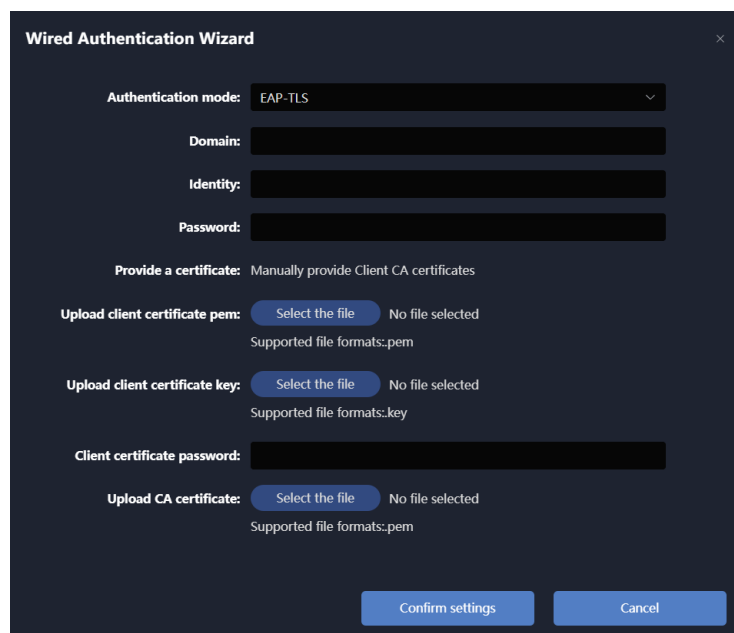 Wired Authentication Wizard ×
Authentication mode: EAP-TLS
Domain:
Identity:
Password:
Provide a certificate: Manually provide Client CA certificates
Upload client certificate pem: Select the file No file selected
Supported file formats:.pem
Upload client certificate key: Select the file No file selected
Supported file formats:.key
Client certificate password:
Upload CA certificate: Select the file No file selected
Supported file formats:.pem
Confirm settings Cancel